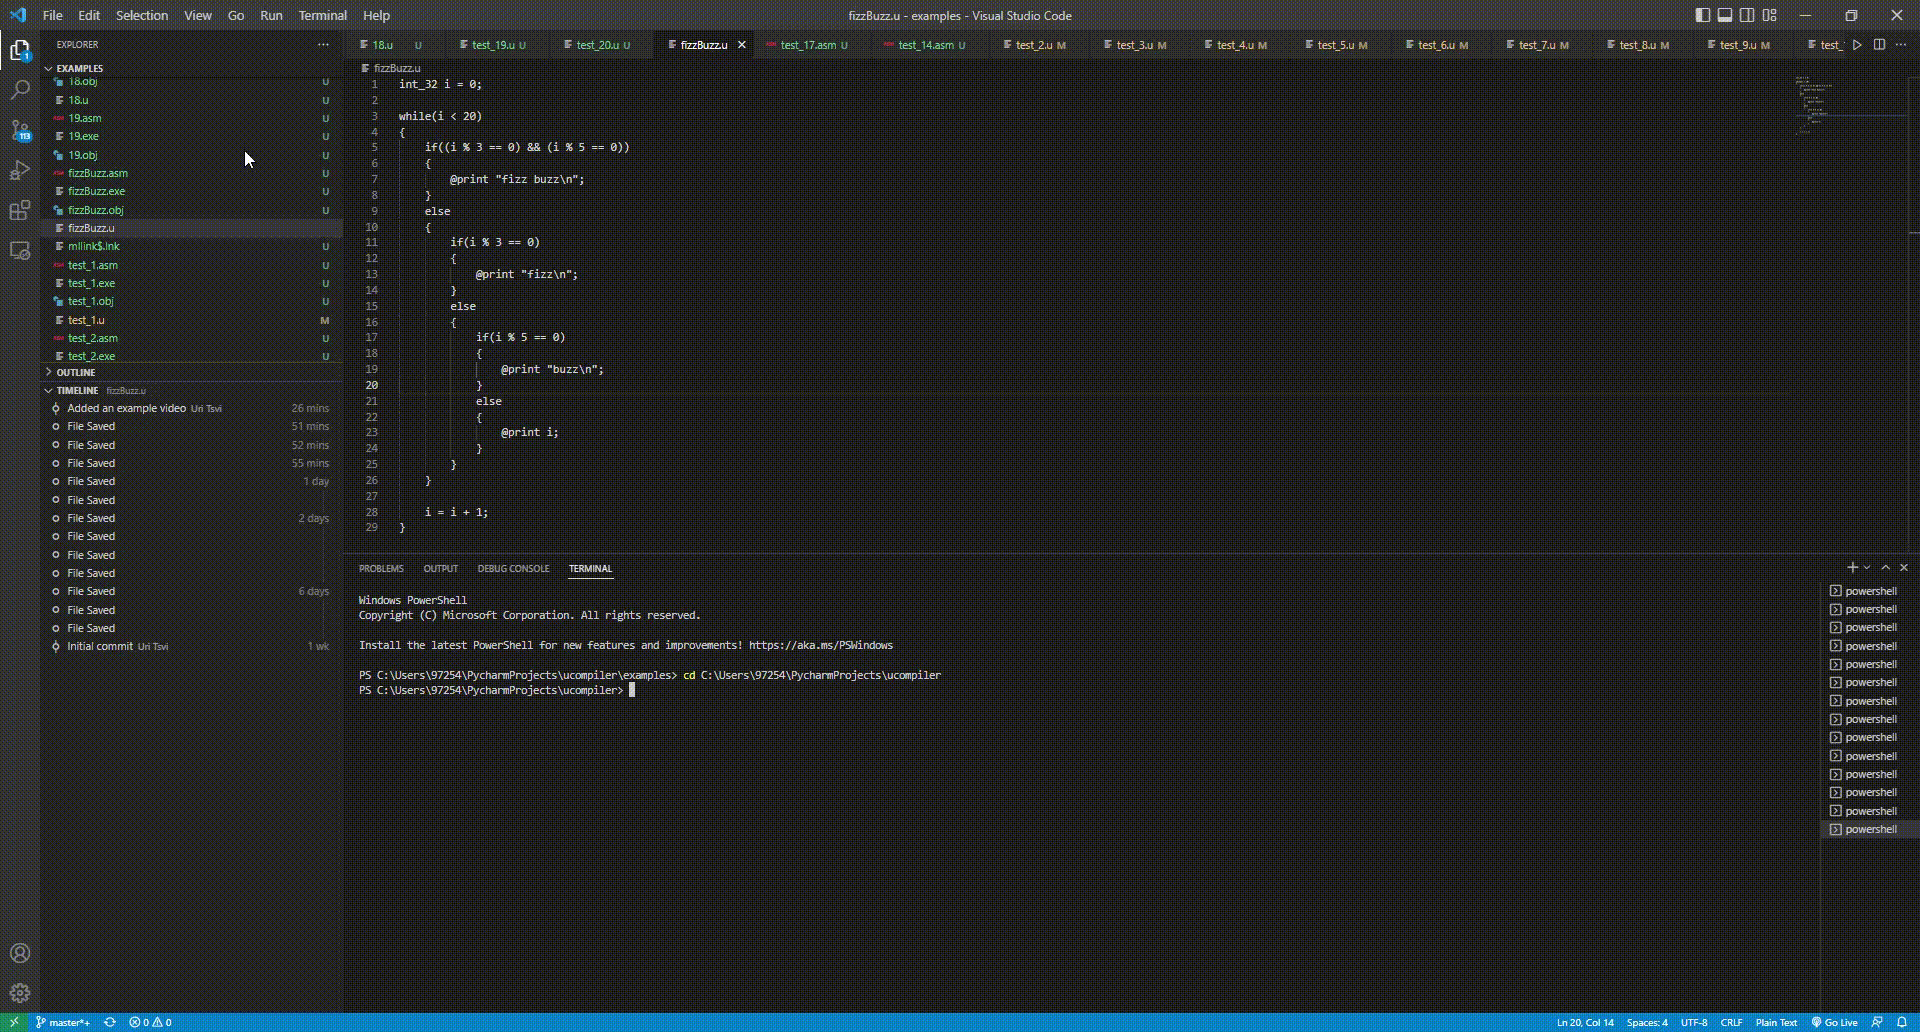 File Edit Selection View Go Run Terminal Help
fizzBuzz.u - examples - Visual Studio Code
EXPLORER
EXAMPLES
18.obj U
18.u U
19.asm U
19.exe U
19.obj U
fizzBuzz.asm U
fizzBuzz.exe U
fizzBuzz.obj U
fizzBuzz.u
mllink$.lnk U
test_1.asm U
test_1.exe U
test_1.obj U
test_1.u M
test_2.asm U
test_2.exe U
OUTLINE
TIMELINE fizzBuzz.u
Added an example video Uri Tsvi 26 mins
File Saved 51 mins
File Saved 52 mins
File Saved 55 mins
File Saved 1 day
File Saved
File Saved 2 days
File Saved
File Saved
File Saved
File Saved 6 days
File Saved
File Saved
Initial commit Uri Tsvi 1 wk
1
113
18.u U test_19.u U test_20.u U fizzBuzz.u test_17.asm U test_14.asm U test_2.u M test_3.u M test_4.u M test_5.u M test_6.u M test_7.u M test_8.u M test_9.u M test_
fizzBuzz.u
1 int_32 i = 0;
2
3 while(i < 20)
4 {
5 if((i % 3 == 0) && (i % 5 == 0))
6 {
7 @print "fizz buzz\n";
8 }
9 else
10 {
11 if(i % 3 == 0)
12 {
13 @print "fizz\n";
14 }
15 else
16 {
17 if(i % 5 == 0)
18 {
19 @print "buzz\n";
20 }
21 else
22 {
23 @print i;
24 }
25 }
26 }
27
28 i = i + 1;
29 }
PROBLEMS OUTPUT DEBUG CONSOLE TERMINAL
Windows PowerShell
Copyright (C) Microsoft Corporation. All rights reserved.
Install the latest PowerShell for new features and improvements! https://aka.ms/PSWindows
PS C:\Users\97254\PycharmProjects\ucompiler\examples> cd C:\Users\97254\PycharmProjects\ucompiler
PS C:\Users\97254\PycharmProjects\ucompiler>
powershell
powershell
powershell
powershell
powershell
powershell
powershell
powershell
powershell
powershell
powershell
powershell
powershell
powershell
master*+ 0 0
Ln 20, Col 14 Spaces: 4 UTF-8 CRLF Plain Text Go Live